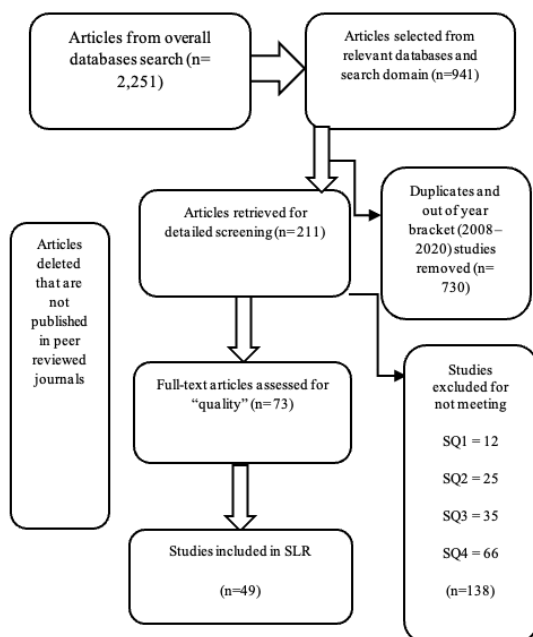 Articles from overall
databases search (n=
2,251)
Articles selected from
relevant databases and
search domain (n=941)
Articles retrieved for
detailed screening (n=211)
Duplicates and
out of year
bracket (2008–
2020) studies
removed (n=
730)
Articles
deleted that are
not
published
in peer
reviewed
journals
Full-text articles assessed for
“quality” (n=73)
Studies
excluded for
not meeting
SQ1 = 12
SQ2 = 25
SQ3 = 35
SQ4 = 66
(n=138)
Studies included in SLR
(n=49)